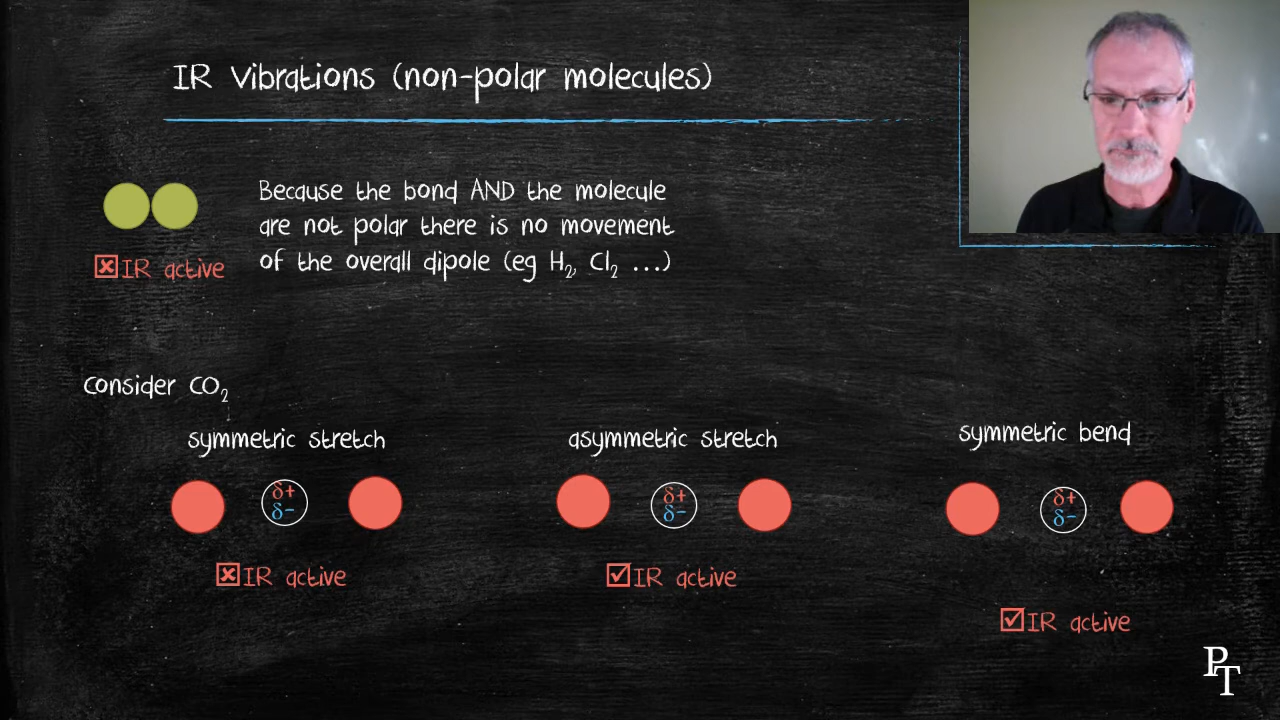 IR Vibrations (non-polar molecules)
Because the bond AND the molecule
are not polar there is no movement
of the overall dipole (eg H₂, Cl₂ ...)
☒IR active
Consider CO₂
symmetric stretch
δ+
δ−
☒IR active
asymmetric stretch
δ+
δ−
☑IR active
symmetric bend
δ+
δ−
☑IR active
PT